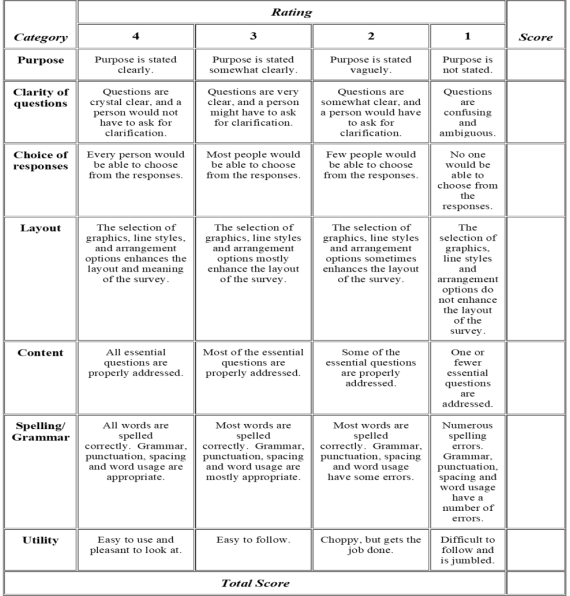 Rating
Category 4 3 2 1 Score
Purpose
Purpose is stated
clearly.
Purpose is stated
somewhat clearly.
Purpose is stated
vaguely.
Purpose is
not stated.
Clarity of
questions
Questions are
crystal clear, and a
person would not
have to ask for
clarification.
Questions are very
clear, and a person
might have to ask
for clarification.
Questions are
somewhat clear, and
a person would have
to ask for
clarification.
Questions
are
confusing
and
ambiguous.
Choice of
responses
Every person would
be able to choose
from the responses.
Most people would
be able to choose
from the responses.
Few people would
be able to choose
from the responses.
No one
would be
able to
choose from
the
responses.
Layout
The selection of
graphics, line styles,
and arrangement
options enhances the
layout and meaning
of the survey.
The selection of
graphics, line styles
and arrangement
options mostly
enhance the layout
of the survey.
The selection of
graphics, line styles
and arrangement
options sometimes
enhances the layout
of the survey.
The
selection of
graphics,
line styles
and
arrangement
options do
not enhance
the layout
of the
survey.
Content
All essential
questions are
properly addressed.
Most of the essential
questions are
properly addressed.
Some of the
essential questions
are properly
addressed.
One or
fewer
essential
questions
are
addressed.
Spelling/
Grammar
All words are
spelled
correctly. Grammar,
punctuation, spacing
and word usage are
appropriate.
Most words are
spelled
correctly. Grammar,
punctuation, spacing
and word usage are
mostly appropriate.
Most words are
spelled
correctly. Grammar,
punctuation, spacing
and word usage
have some errors.
Numerous
spelling
errors.
Grammar,
punctuation,
spacing and
word usage
have a
number of
errors.
Utility
Easy to use and
pleasant to look at.
Easy to follow.
Choppy, but gets the
job done.
Difficult to
follow and
is jumbled.
Total Score